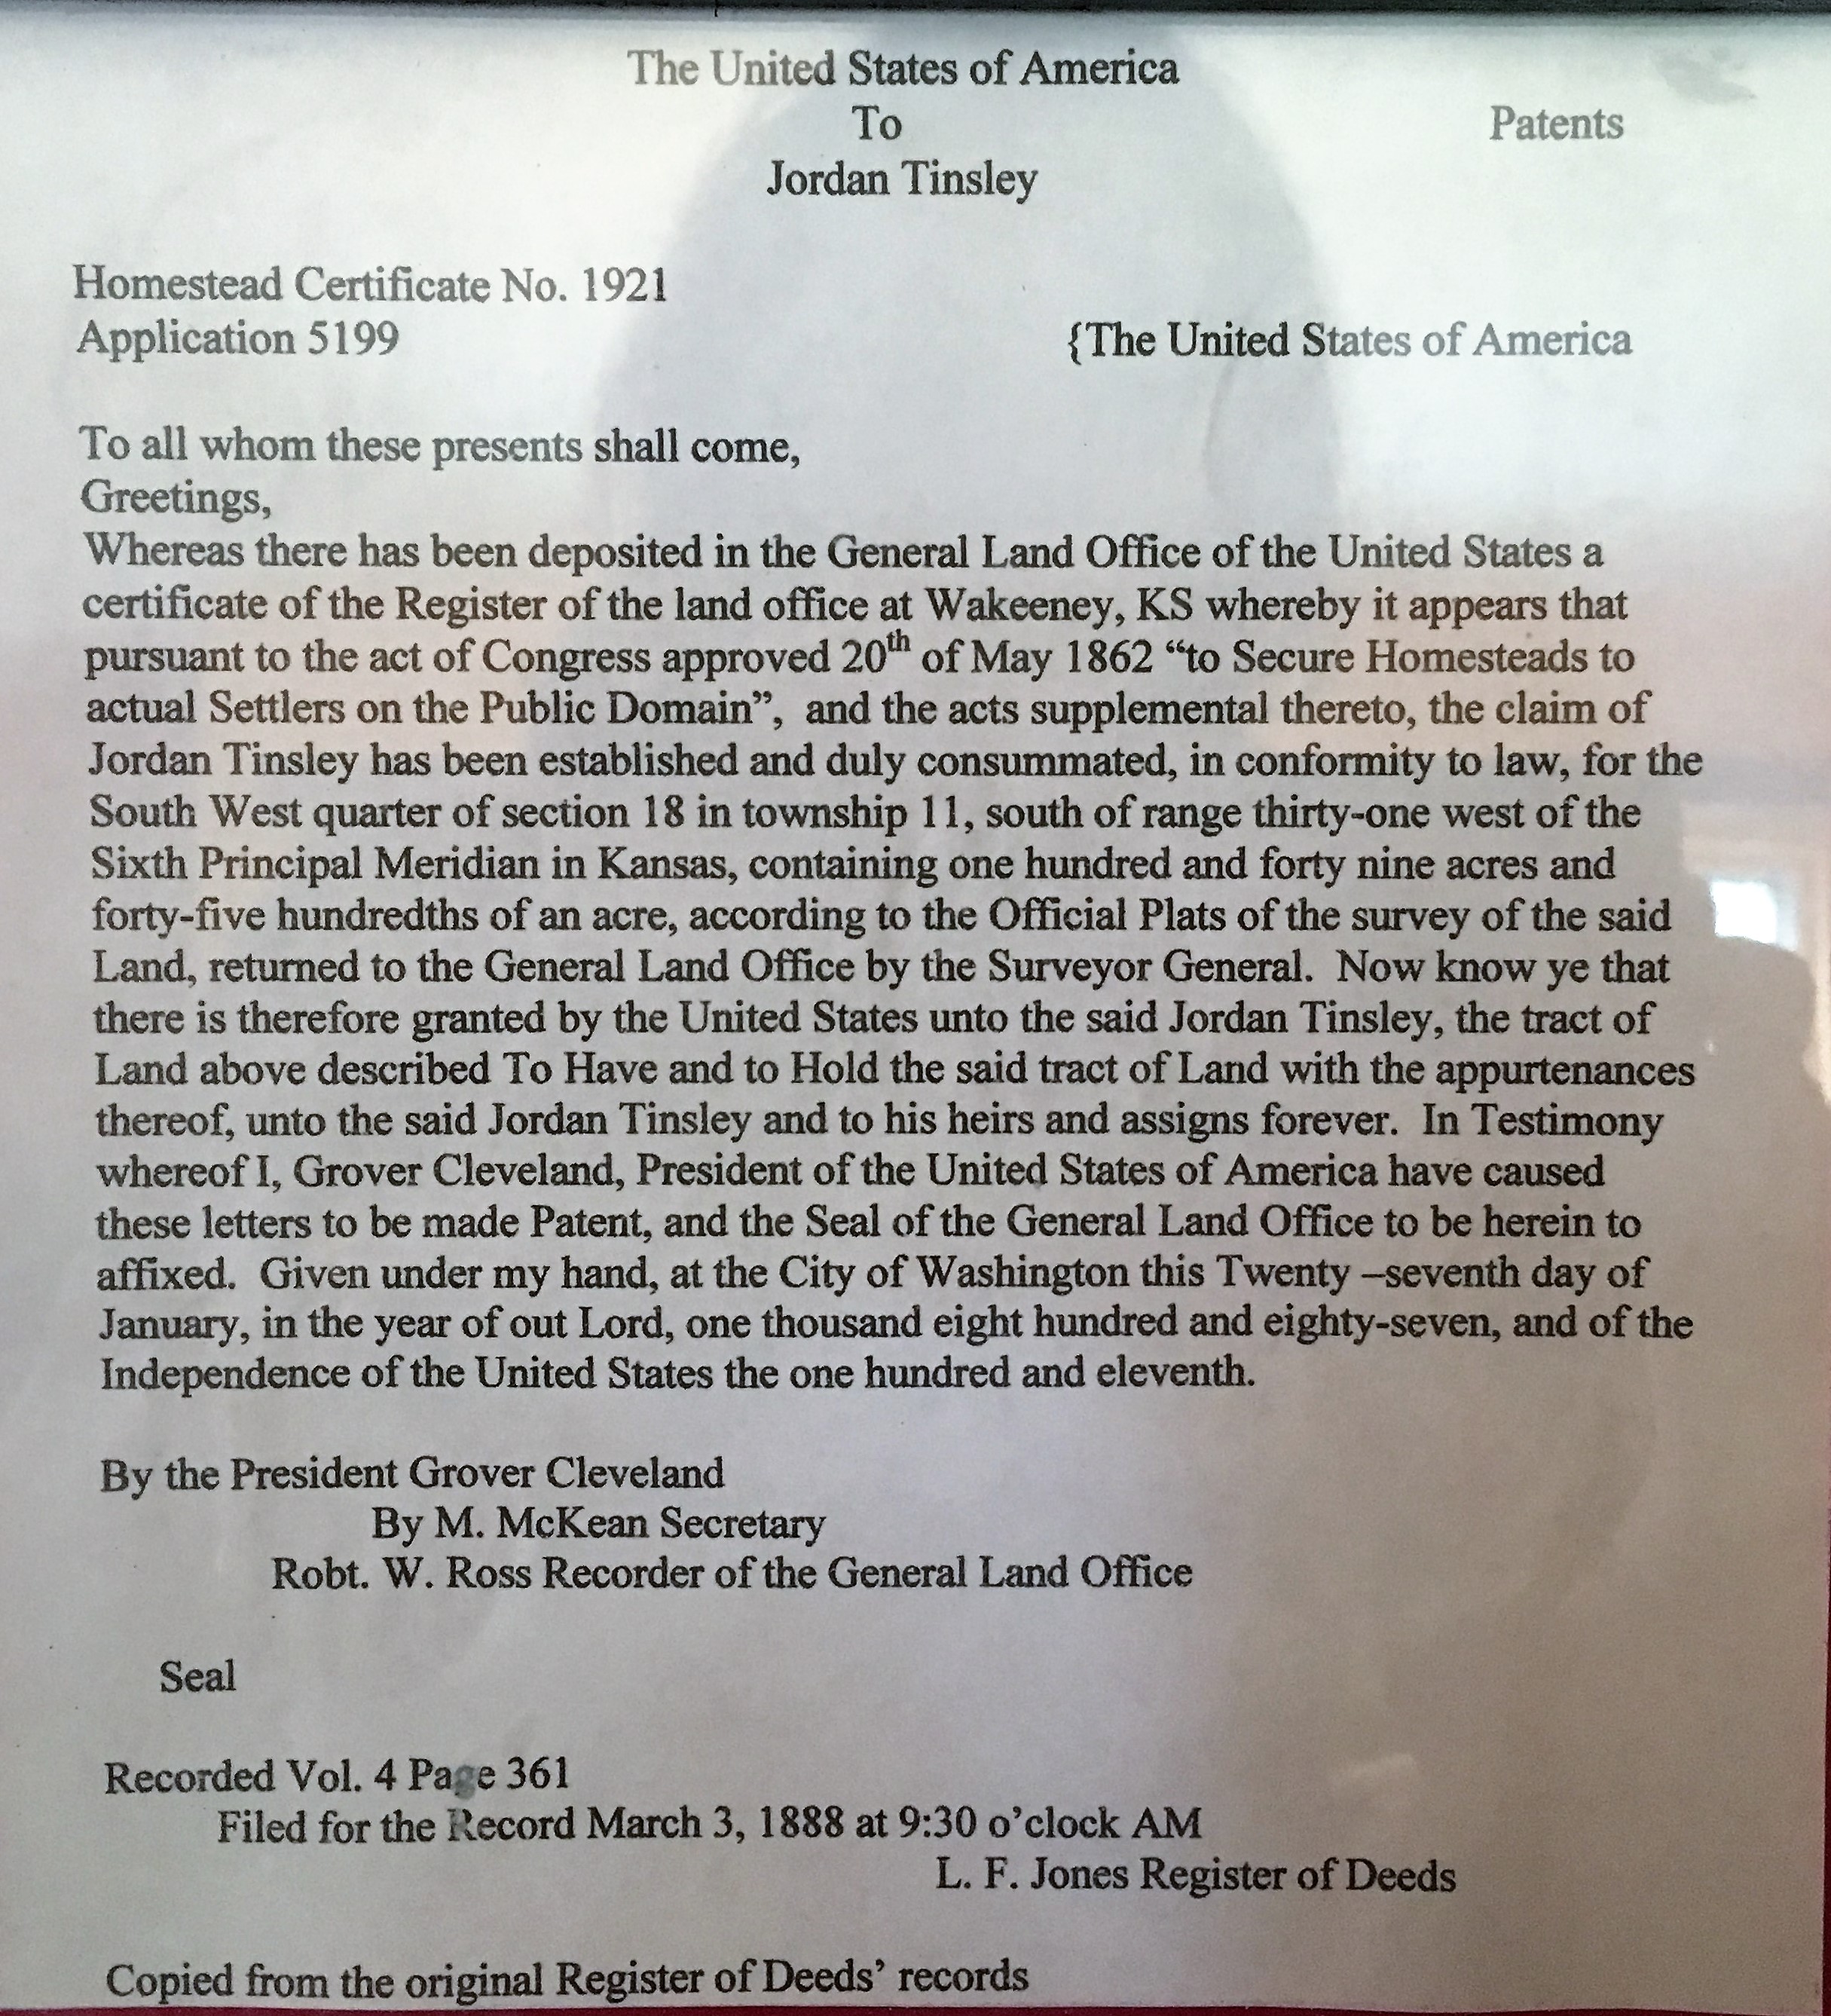 The United States of America
To
Patents
Jordan Tinsley
Homestead Certificate No. 1921
Application 5199
{The United States of America
To all whom these presents shall come,
Greetings,
Whereas there has been deposited in the General Land Office of the United States a
certificate of the Register of the land office at Wakeeney, KS whereby it appears that
pursuant to the act of Congress approved 20th of May 1862 “to Secure Homesteads to
actual Settlers on the Public Domain”, and the acts supplemental thereto, the claim of
Jordan Tinsley has been established and duly consummated, in conformity to law, for the
South West quarter of section 18 in township 11, south of range thirty-one west of the
Sixth Principal Meridian in Kansas, containing one hundred and forty nine acres and
forty-five hundredths of an acre, according to the Official Plats of the survey of the said
Land, returned to the General Land Office by the Surveyor General. Now know ye that
there is therefore granted by the United States unto the said Jordan Tinsley, the tract of
Land above described To Have and to Hold the said tract of Land with the appurtenances
thereof, unto the said Jordan Tinsley and to his heirs and assigns forever. In Testimony
whereof I, Grover Cleveland, President of the United States of America have caused
these letters to be made Patent, and the Seal of the General Land Office to be herein to
affixed. Given under my hand, at the City of Washington this Twenty –seventh day of
January, in the year of out Lord, one thousand eight hundred and eighty-seven, and of the
Independence of the United States the one hundred and eleventh.
By the President Grover Cleveland
By M. McKean Secretary
Robt. W. Ross Recorder of the General Land Office
Seal
Recorded Vol. 4 Page 361
Filed for the Record March 3, 1888 at 9:30 o’clock AM
L. F. Jones Register of Deeds
Copied from the original Register of Deeds’ records